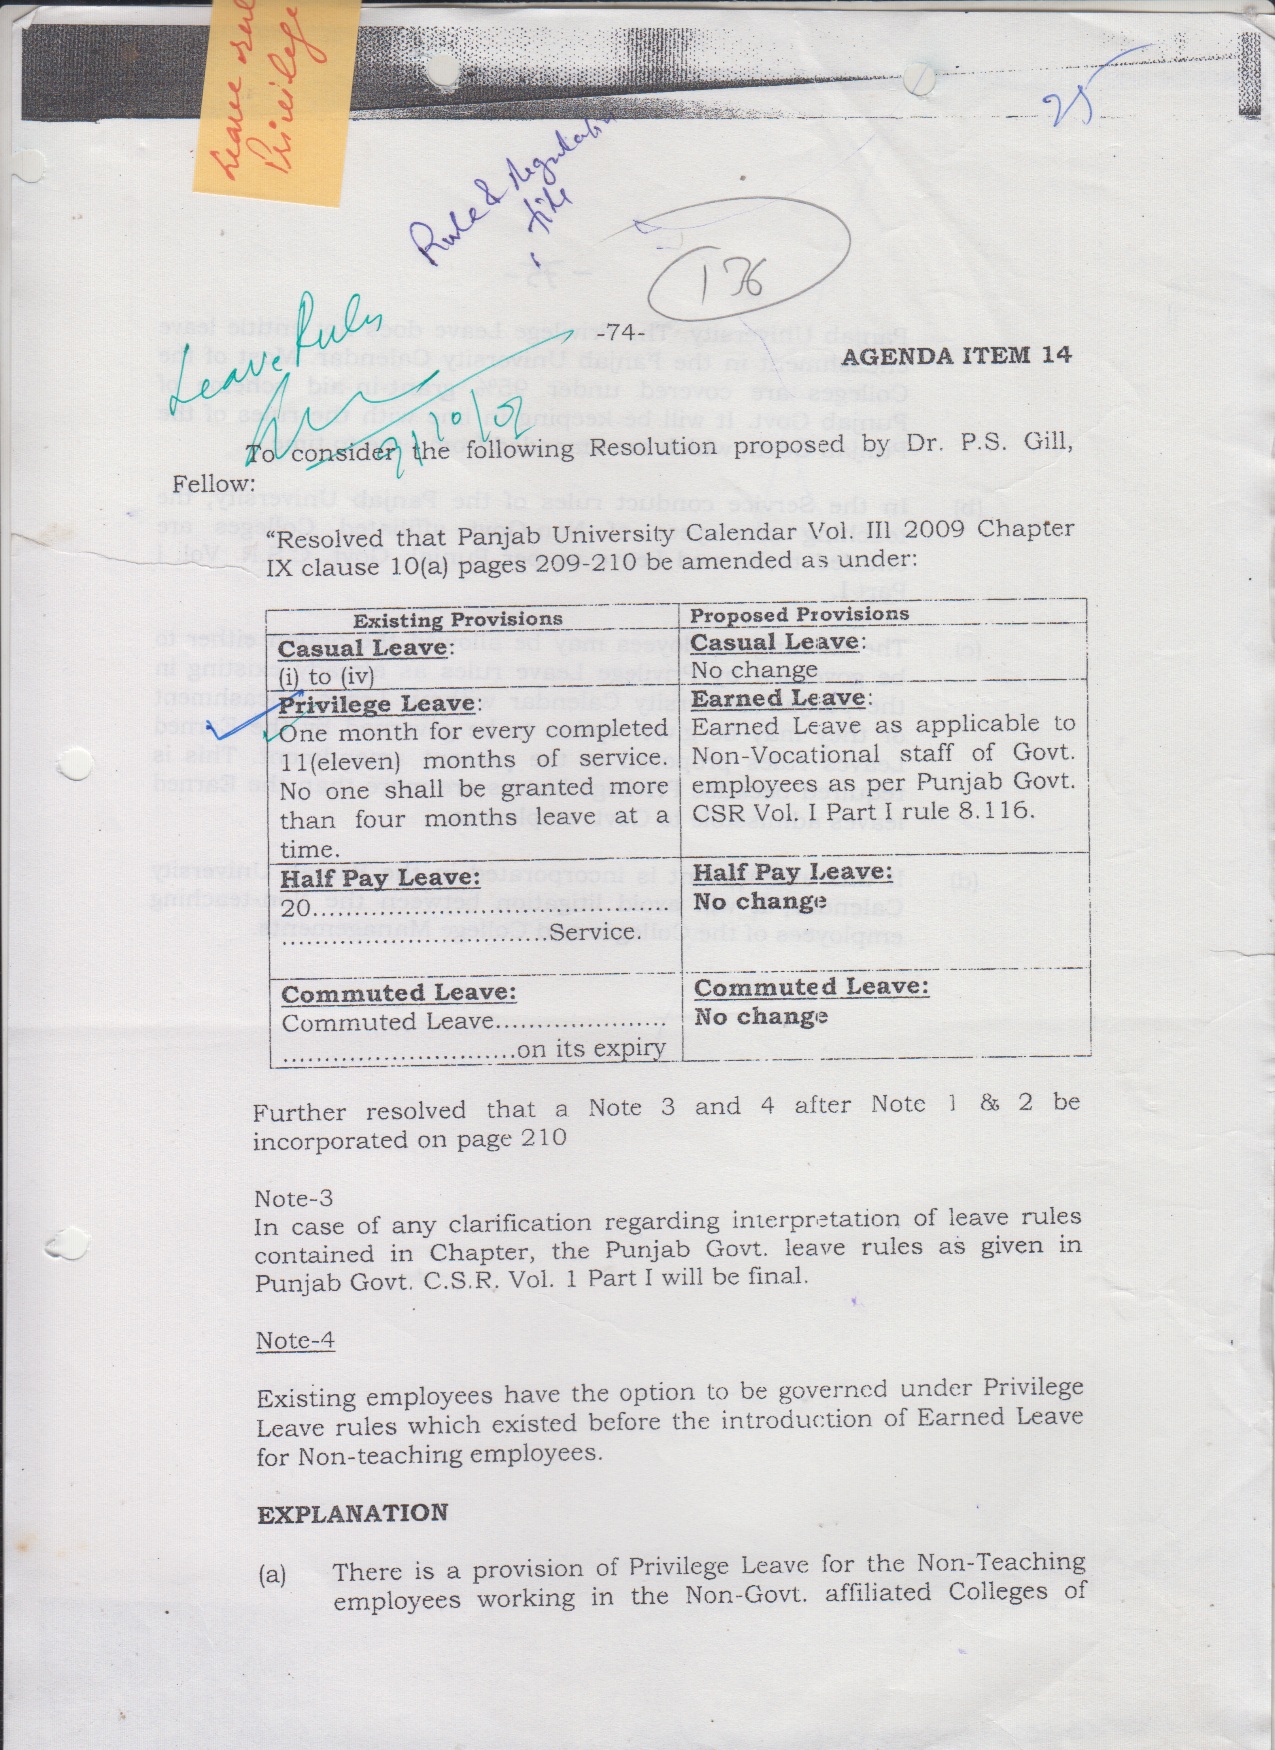 Leave rul
Privilege
25
Rule & Regulation
file
176
Leave Rules
-74-
AGENDA ITEM 14
To consider the following Resolution proposed by Dr. P.S. Gill,
Fellow:
“Resolved that Panjab University Calendar Vol. III 2009 Chapter
IX clause 10(a) pages 209-210 be amended as under:
Existing Provisions
Casual Leave:
(i) to (iv)
Proposed Provisions
Casual Leave:
No change
Privilege Leave:
One month for every completed
11(eleven) months of service.
No one shall be granted more
than four months leave at a
time.
Earned Leave:
Earned Leave as applicable to
Non-Vocational staff of Govt.
employees as per Punjab Govt.
CSR Vol. I Part I rule 8.116.
Half Pay Leave:
20........................................
................................Service.
Half Pay Leave:
No change
Commuted Leave:
Commuted Leave.....................
............................on its expiry
Commuted Leave:
No change
Further resolved that a Note 3 and 4 after Note 1 & 2 be
incorporated on page 210
Note-3
In case of any clarification regarding interpretation of leave rules
contained in Chapter, the Punjab Govt. leave rules as given in
Punjab Govt. C.S.R. Vol. 1 Part I will be final.
Note-4
Existing employees have the option to be governed under Privilege
Leave rules which existed before the introduction of Earned Leave
for Non-teaching employees.
EXPLANATION
(a) There is a provision of Privilege Leave for the Non-Teaching
employees working in the Non-Govt. affiliated Colleges of